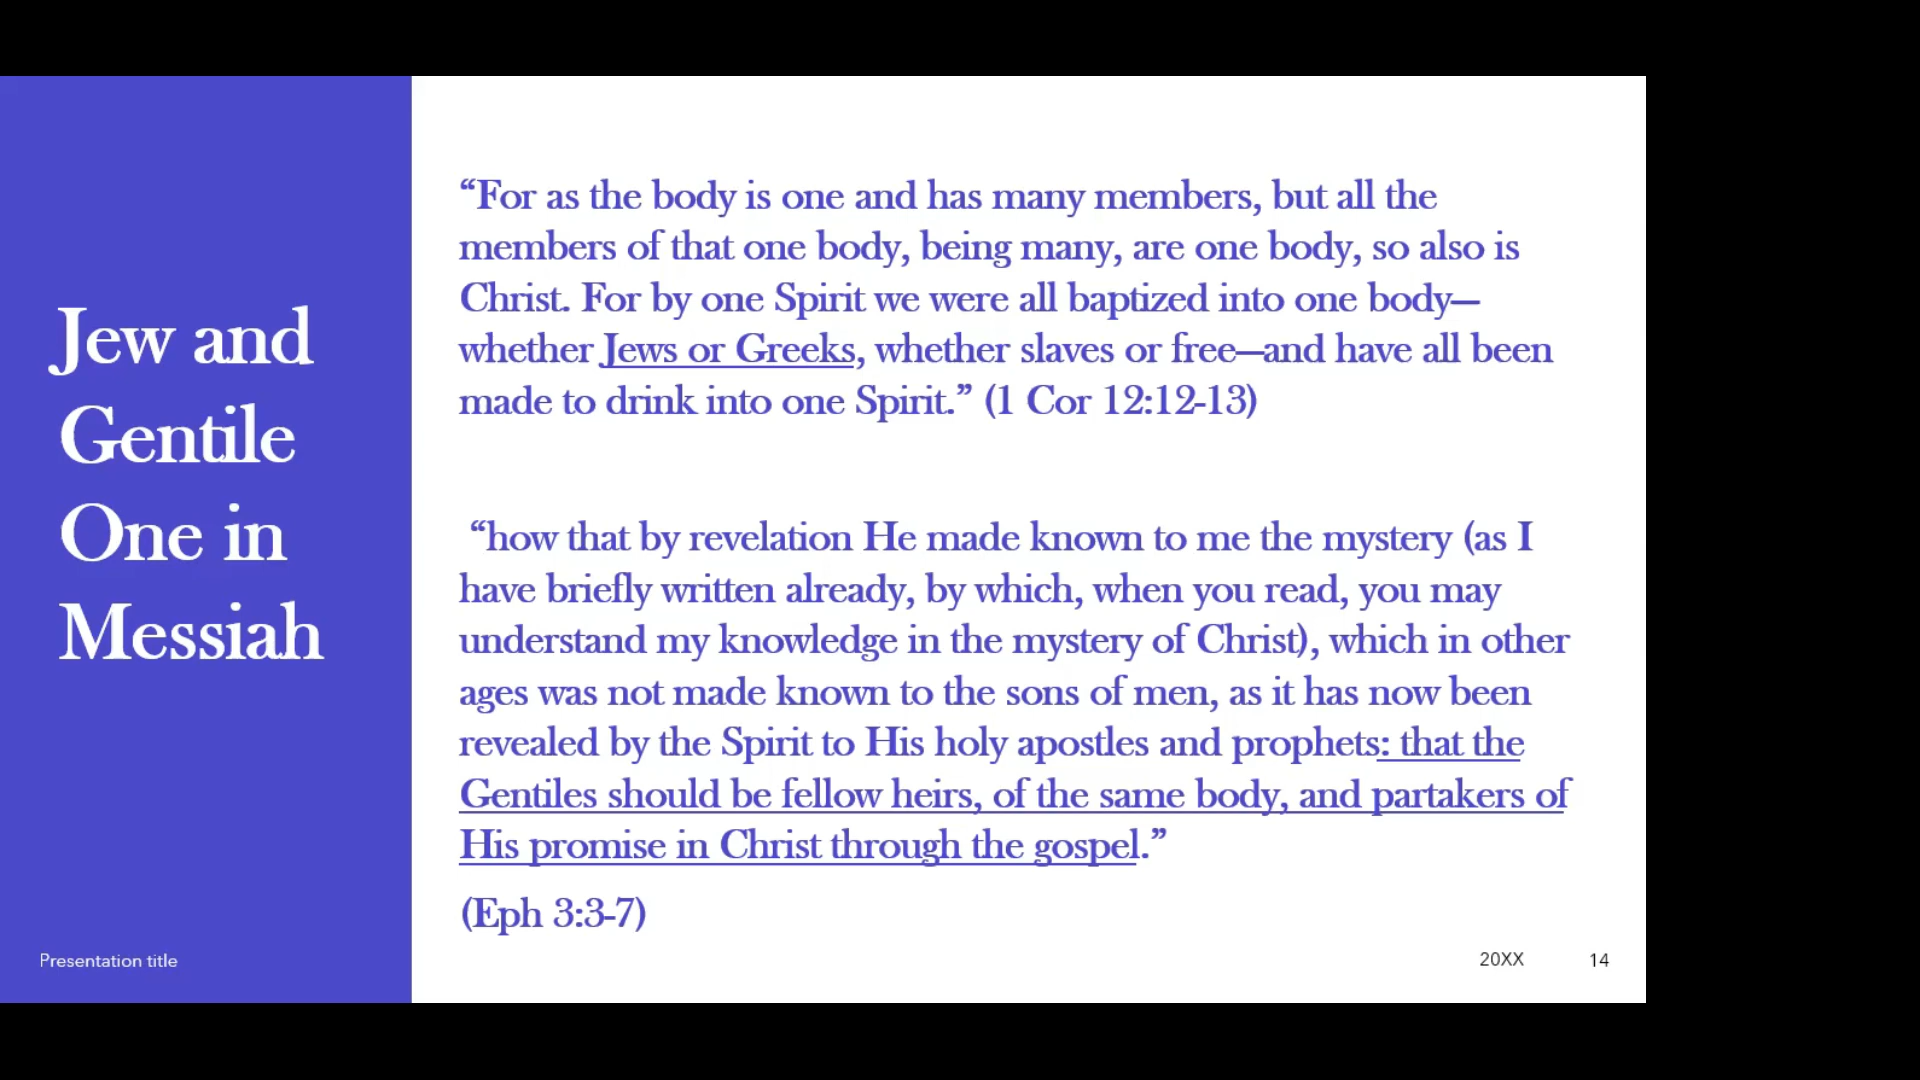 Jew and
Gentile
One in
Messiah
“For as the body is one and has many members, but all the
members of that one body, being many, are one body, so also is
Christ. For by one Spirit we were all baptized into one body—
whether Jews or Greeks, whether slaves or free—and have all been
made to drink into one Spirit.” (1 Cor 12:12-13)
“how that by revelation He made known to me the mystery (as I
have briefly written already, by which, when you read, you may
understand my knowledge in the mystery of Christ), which in other
ages was not made known to the sons of men, as it has now been
revealed by the Spirit to His holy apostles and prophets: that the
Gentiles should be fellow heirs, of the same body, and partakers of
His promise in Christ through the gospel.”
(Eph 3:3-7)
Presentation title
20XX
14